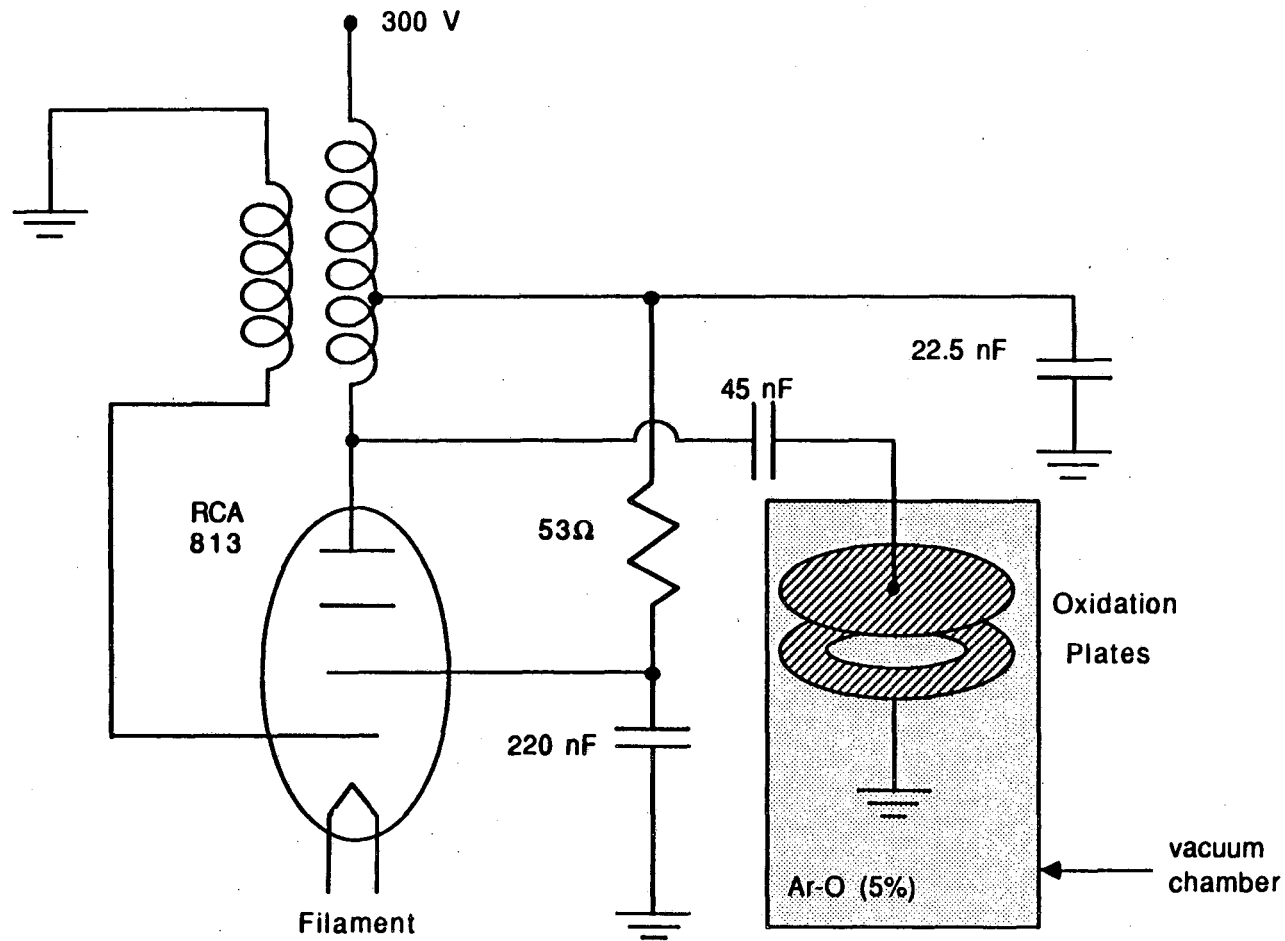 300 V
22.5 nF
45 nF
RCA
813
53Ω
Oxidation
Plates
220 nF
vacuum
chamber
Ar-O (5%)
Filament